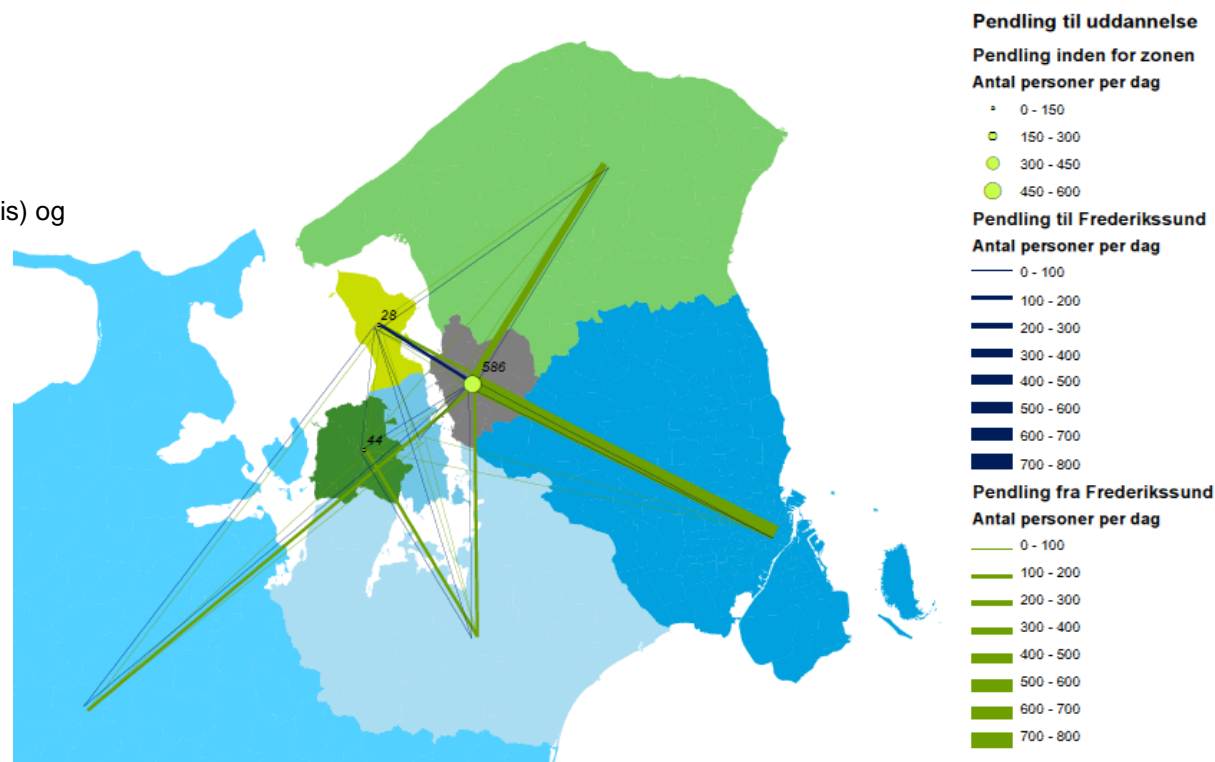 is) og
28
586
44
Pendling til uddannelse
Pendling inden for zonen
Antal personer per dag
0 - 150
150 - 300
300 - 450
450 - 600
Pendling til Frederikssund
Antal personer per dag
0 - 100
100 - 200
200 - 300
300 - 400
400 - 500
500 - 600
600 - 700
700 - 800
Pendling fra Frederikssund
Antal personer per dag
0 - 100
100 - 200
200 - 300
300 - 400
400 - 500
500 - 600
600 - 700
700 - 800